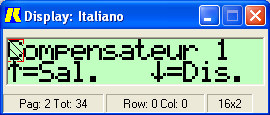 Display: Italiano
Compensateur 1
↑=Sal. ↓=Dis.
Pag: 2 Tot: 34 Row: 0 Col: 0 16x2